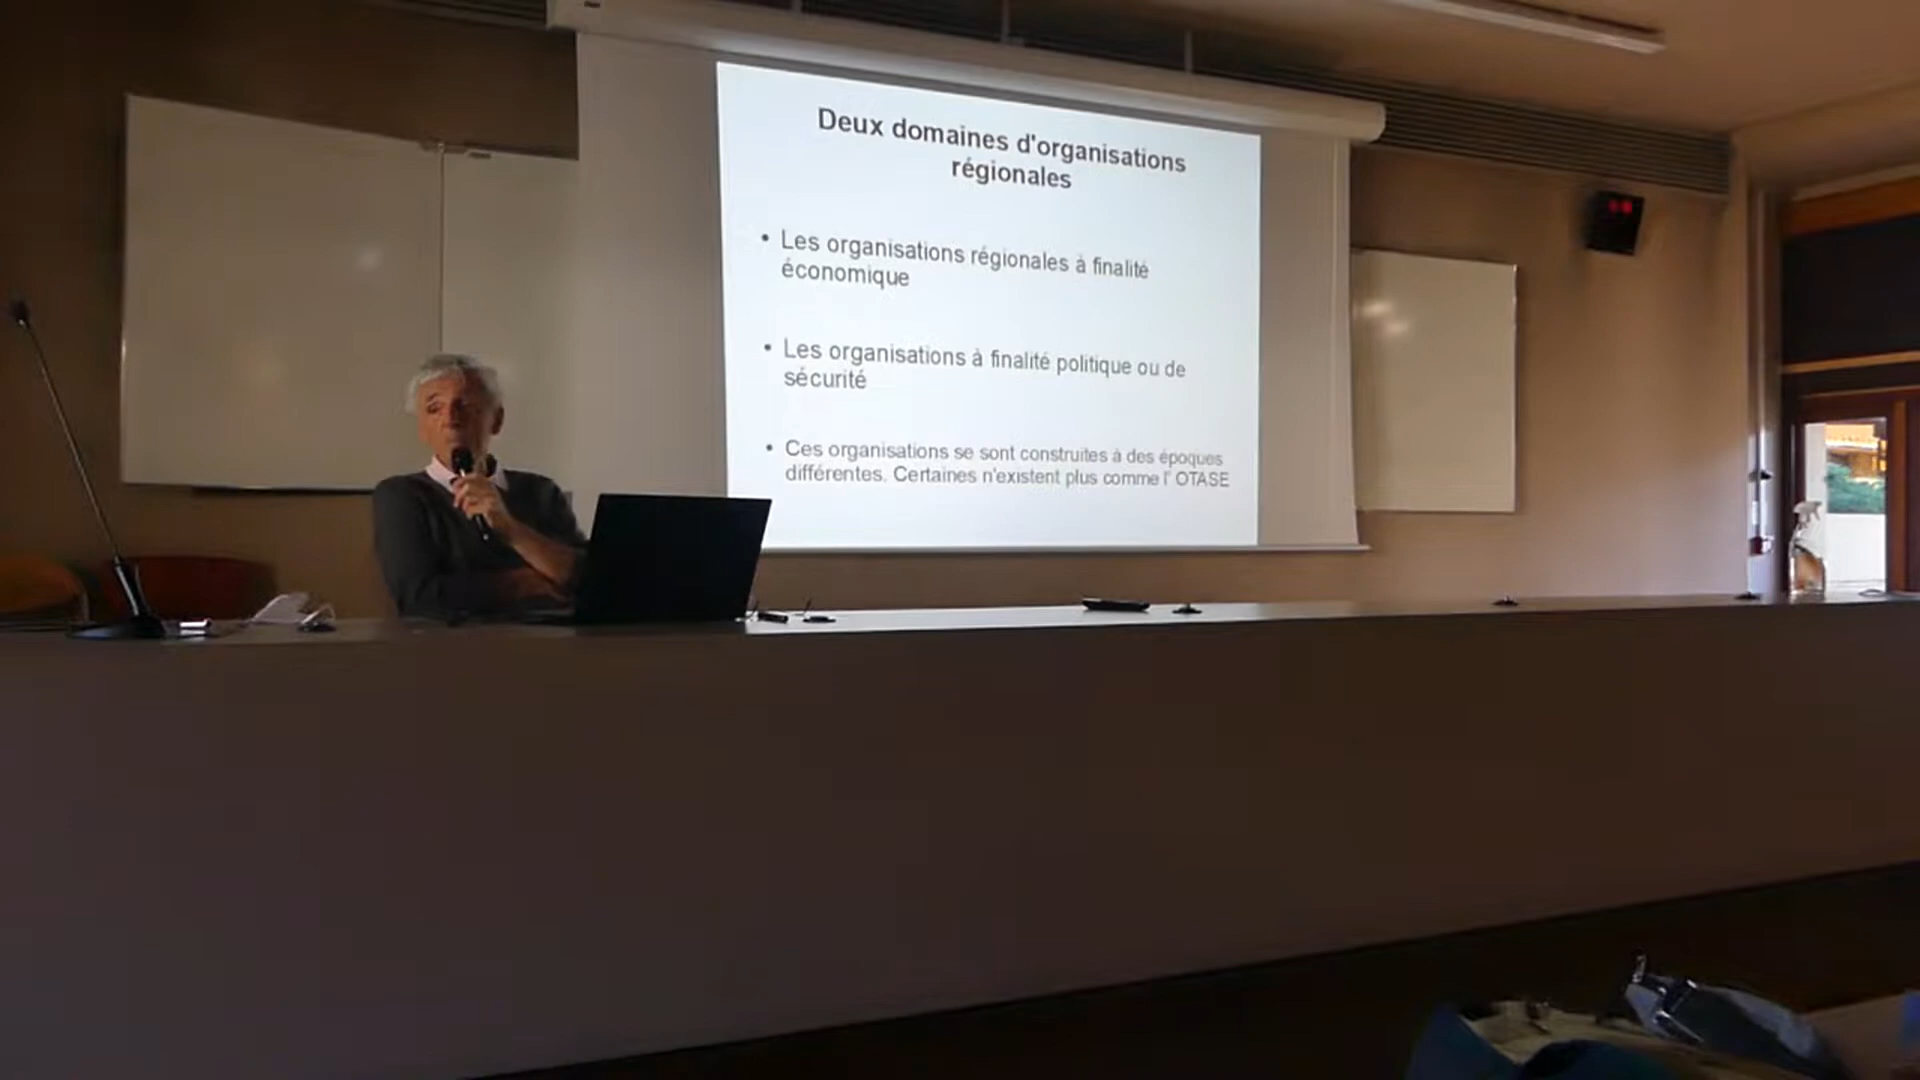 Deux domaines d'organisations
régionales
• Les organisations régionales à finalité
économique
• Les organisations à finalité politique ou de
sécurité
• Ces organisations se sont construites à des époques
différentes. Certaines n'existent plus comme l' OTASE